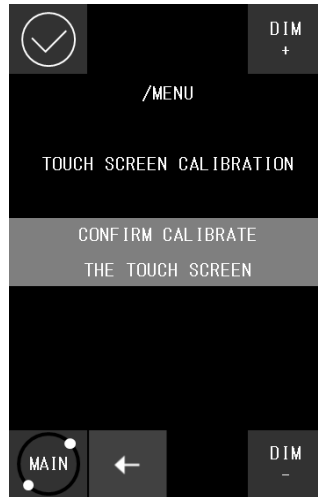 DIM
+
/MENU
TOUCH SCREEN CALIBRATION
CONFIRM CALIBRATE
THE TOUCH SCREEN
MAIN
DIM
-